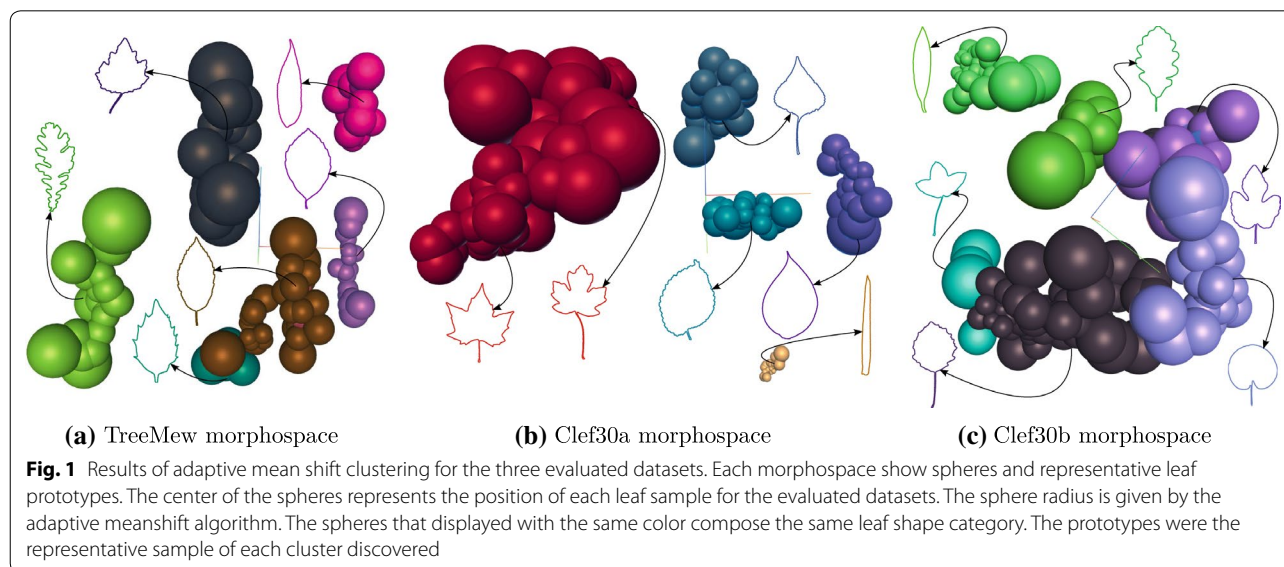 (a) TreeMew morphospace
(b) Clef30a morphospace
(c) Clef30b morphospace
Fig. 1 Results of adaptive mean shift clustering for the three evaluated datasets. Each morphospace show spheres and representative leaf
prototypes. The center of the spheres represents the position of each leaf sample for the evaluated datasets. The sphere radius is given by the
adaptive meanshift algorithm. The spheres that displayed with the same color compose the same leaf shape category. The prototypes were the
representative sample of each cluster discovered